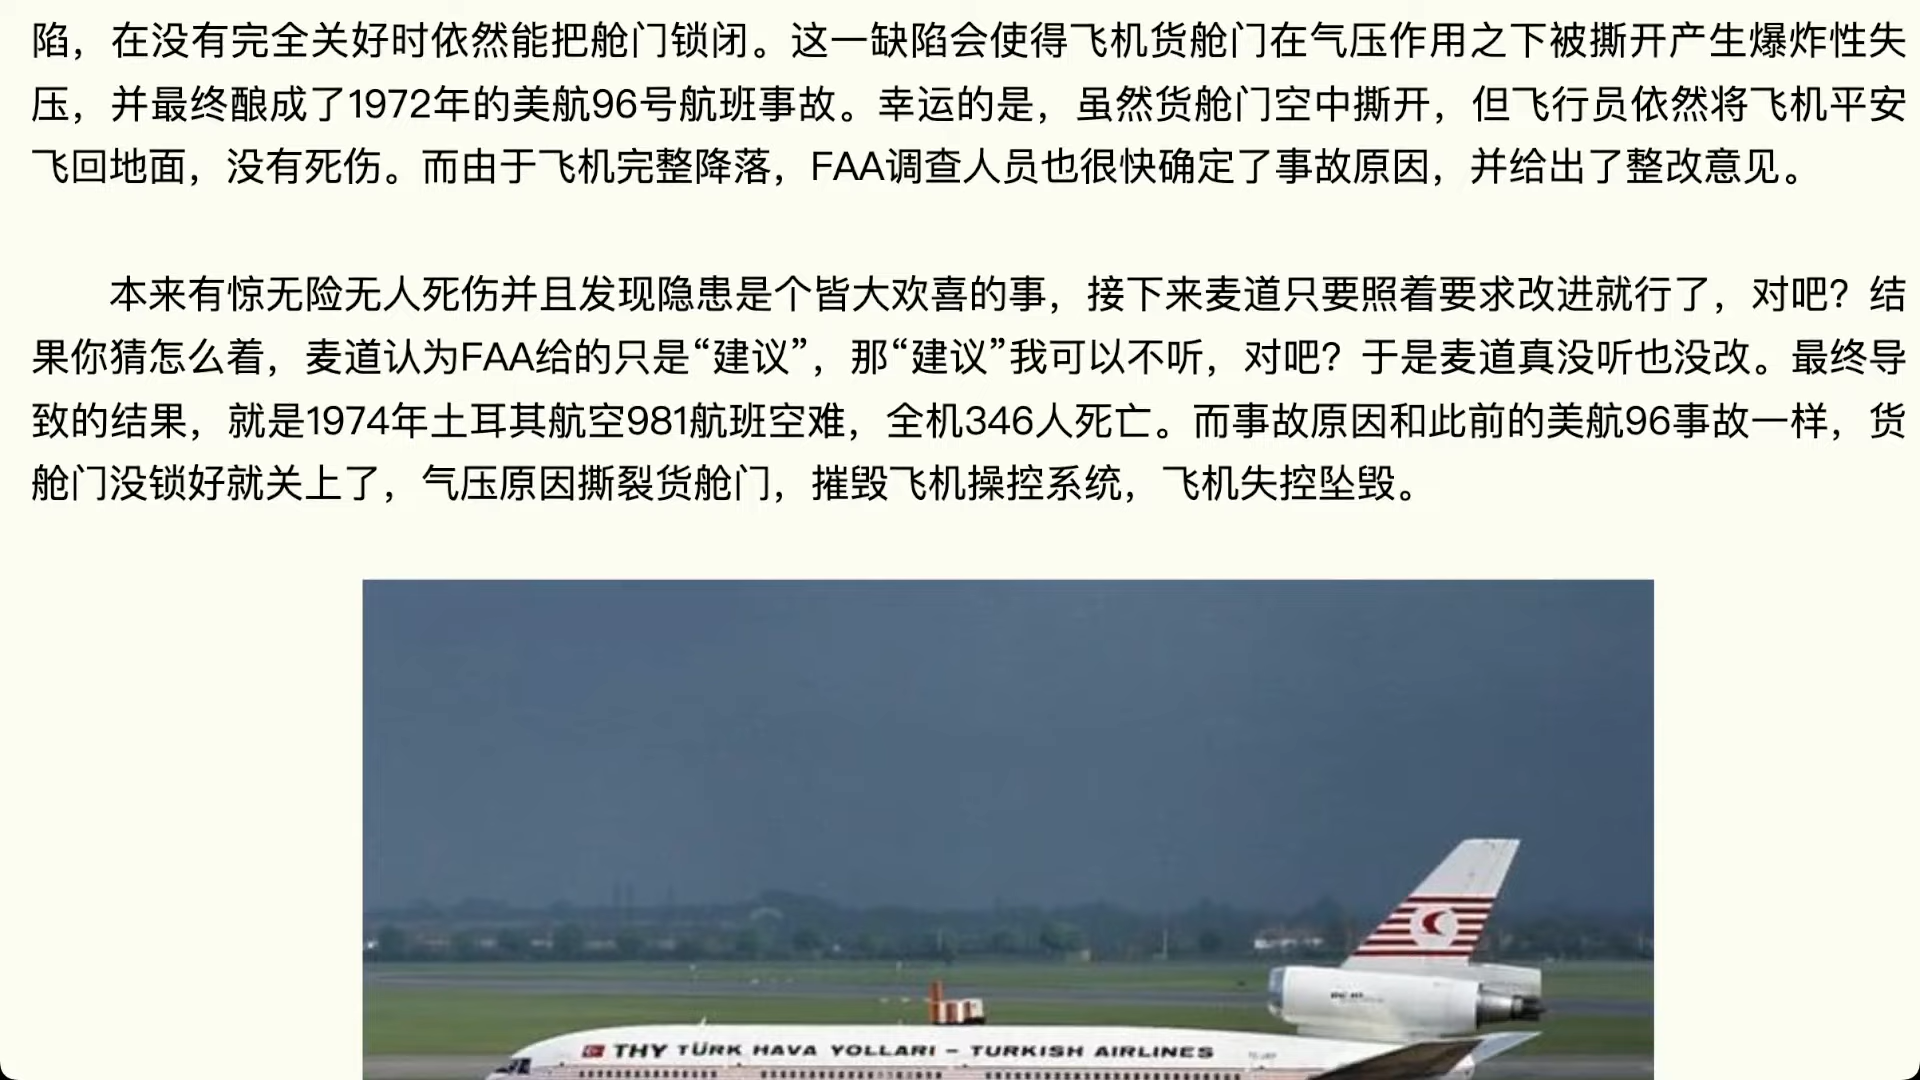 陷，在没有完全关好时依然能把舱门锁闭。这一缺陷会使得飞机货舱门在气压作用之下被撕开产生爆炸性失
压，并最终酿成了1972年的美航96号航班事故。幸运的是，虽然货舱门空中撕开，但飞行员依然将飞机平安
飞回地面，没有死伤。而由于飞机完整降落，FAA调查人员也很快确定了事故原因，并给出了整改意见。
本来有惊无险无人死伤并且发现隐患是个皆大欢喜的事，接下来麦道只要照着要求改进就行了，对吧？结
果你猜怎么着，麦道认为FAA给的只是“建议”，那“建议”我可以不听，对吧？于是麦道真没听也没改。最终导
致的结果，就是1974年土耳其航空981航班空难，全机346人死亡。而事故原因和此前的美航96事故一样，货
舱门没锁好就关上了，气压原因撕裂货舱门，摧毁飞机操控系统，飞机失控坠毁。
THY TÜRK HAVA YOLLARI - TURKISH AIRLINES